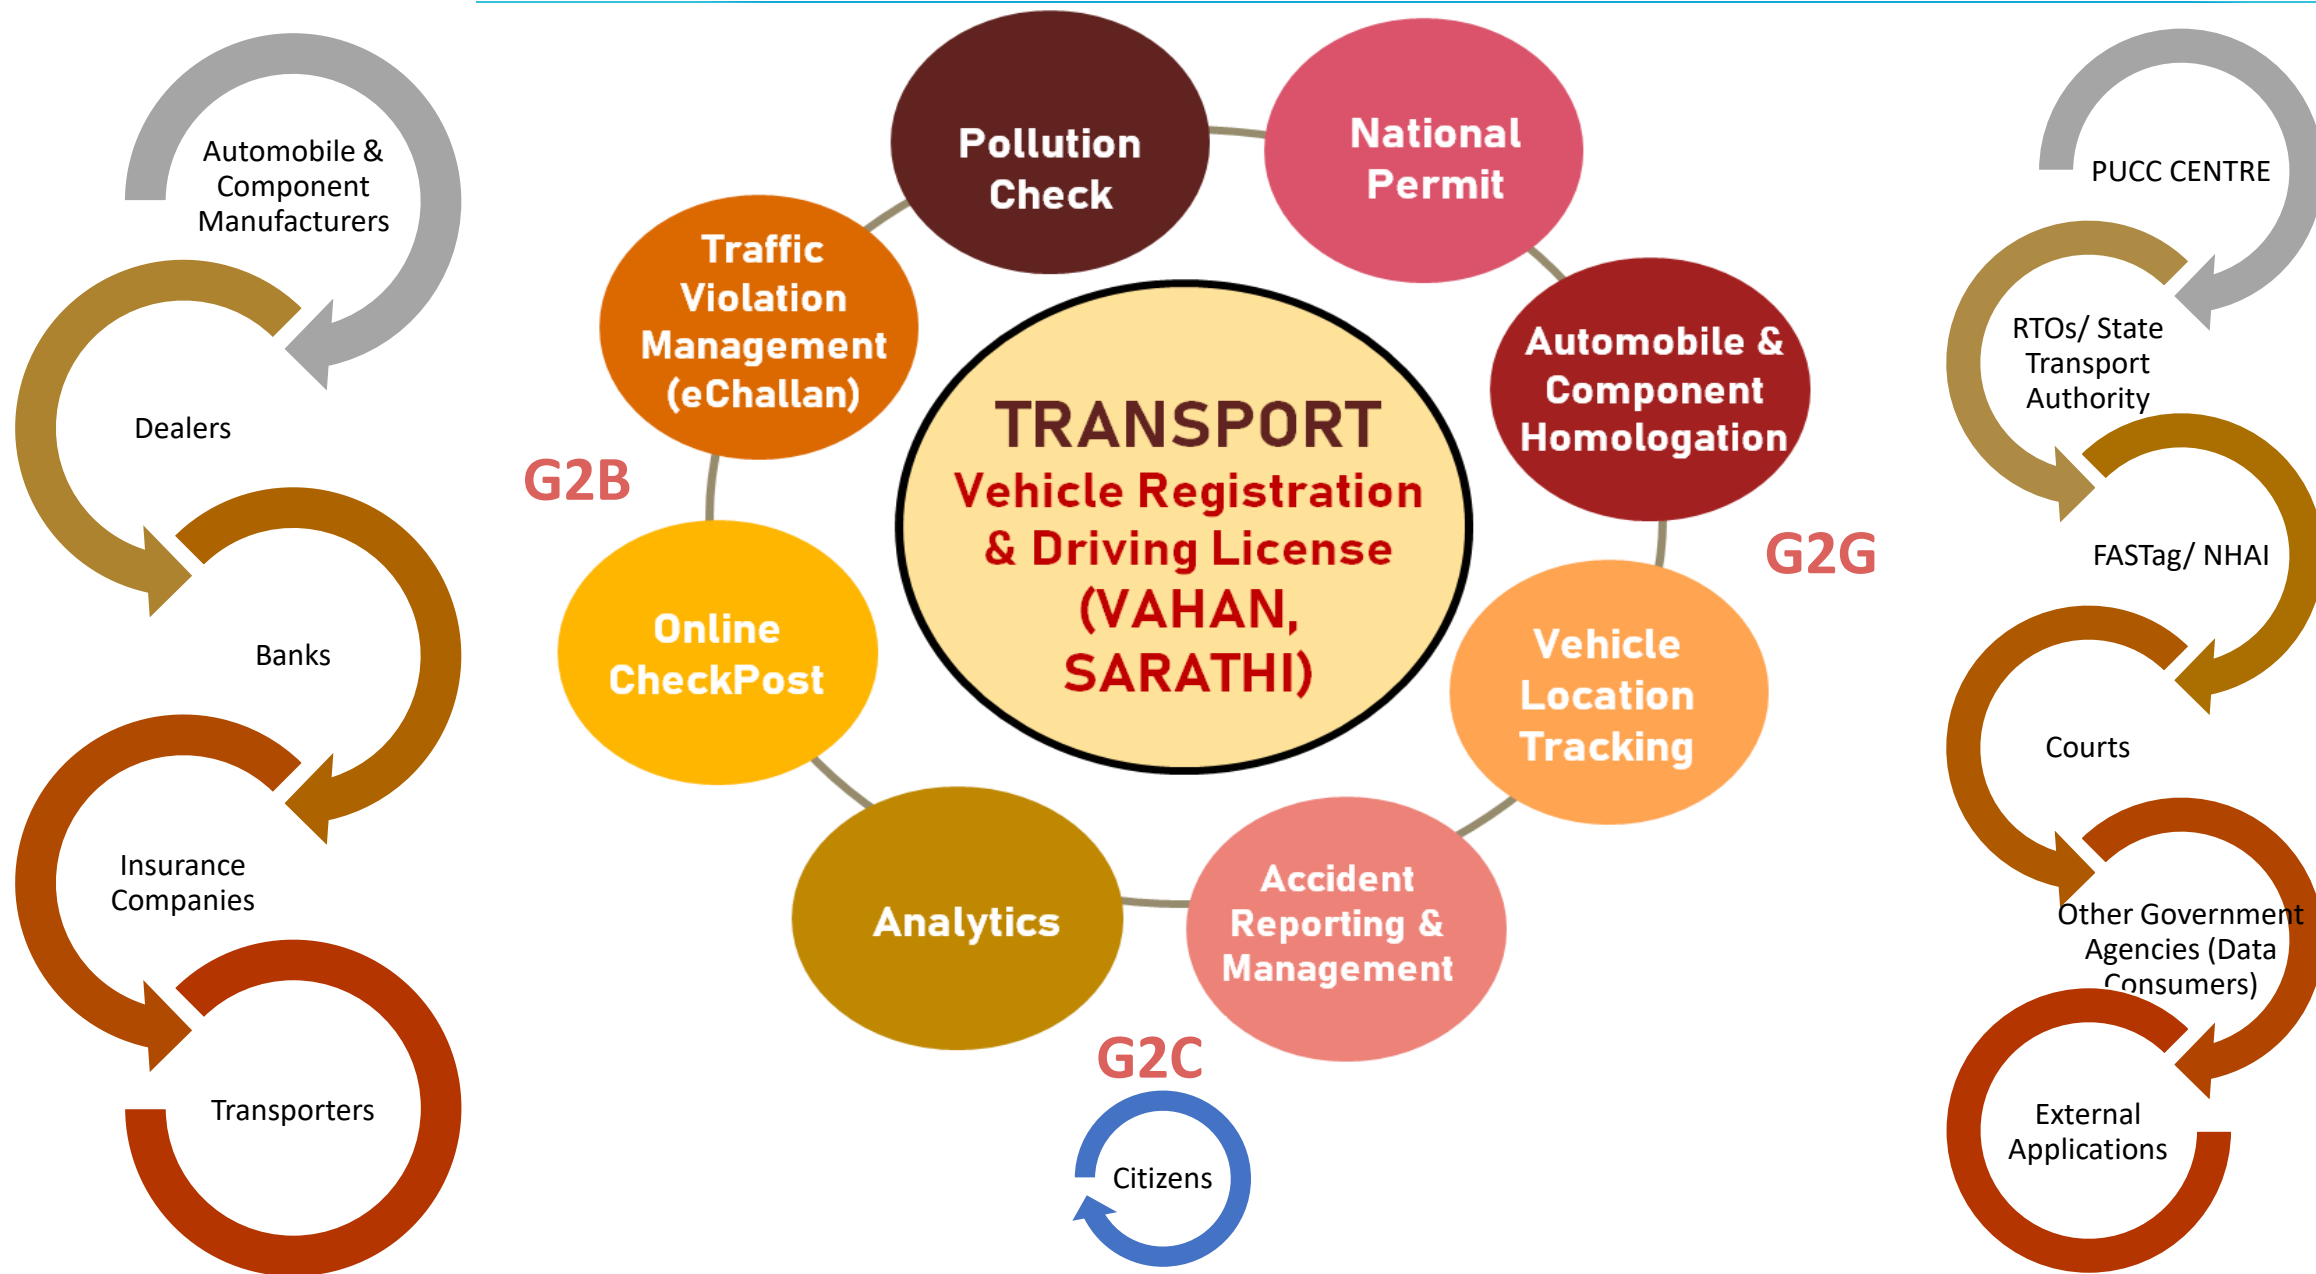 Automobile &
Component
Manufacturers
Dealers
Banks
Insurance
Companies
Transporters
G2B
Pollution
Check
National
Permit
Traffic
Violation
Management
(eChallan)
Automobile &
Component
Homologation
TRANSPORT
Vehicle Registration
& Driving License
(VAHAN,
SARATHI)
Online
CheckPost
Vehicle
Location
Tracking
Analytics
Accident
Reporting &
Management
G2C
Citizens
G2G
PUCC CENTRE
RTOs/ State
Transport
Authority
FASTag/ NHAI
Courts
Other Government
Agencies (Data
Consumers)
External
Applications